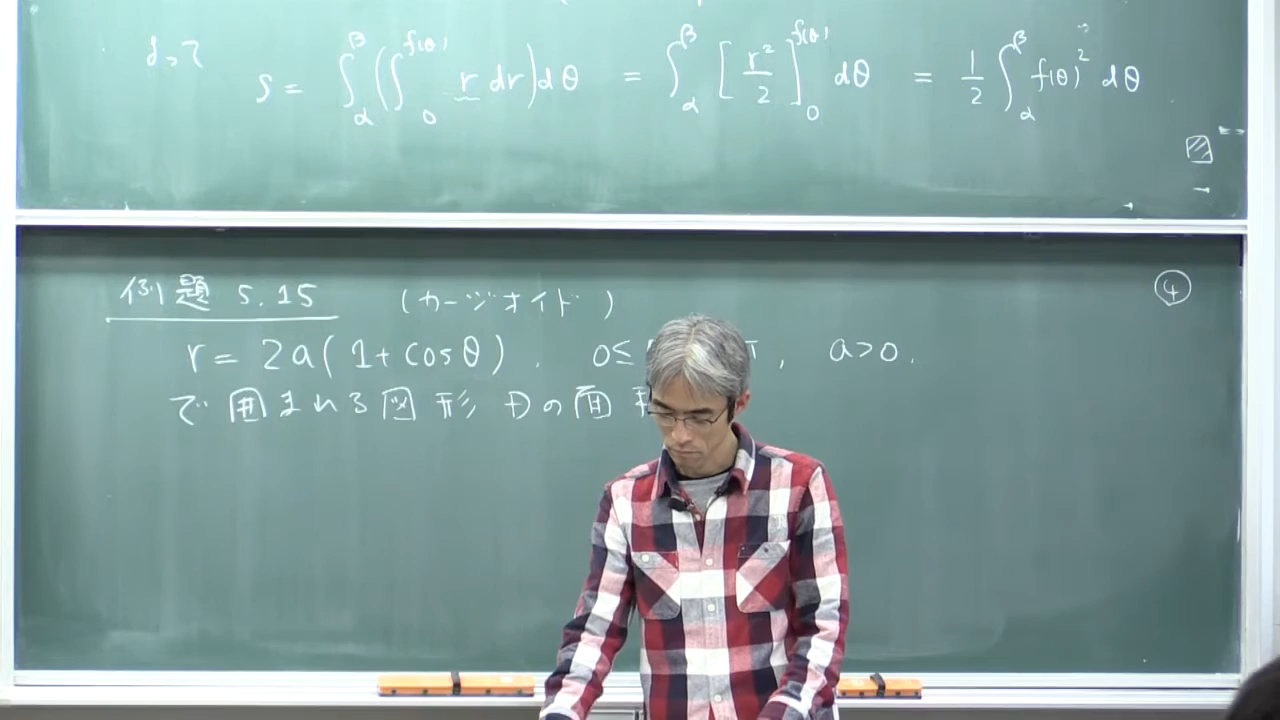 よって S = ∫_α^β (∫_0^{f(θ)} r dr) dθ = ∫_α^β [r²/2]_0^{f(θ)} dθ = 1/2 ∫_α^β f(θ)² dθ
例題 5.15 (カージオイド) ④
r = 2a(1+cosθ), 0≤ , a>0.
で囲まれる図形 Dの面